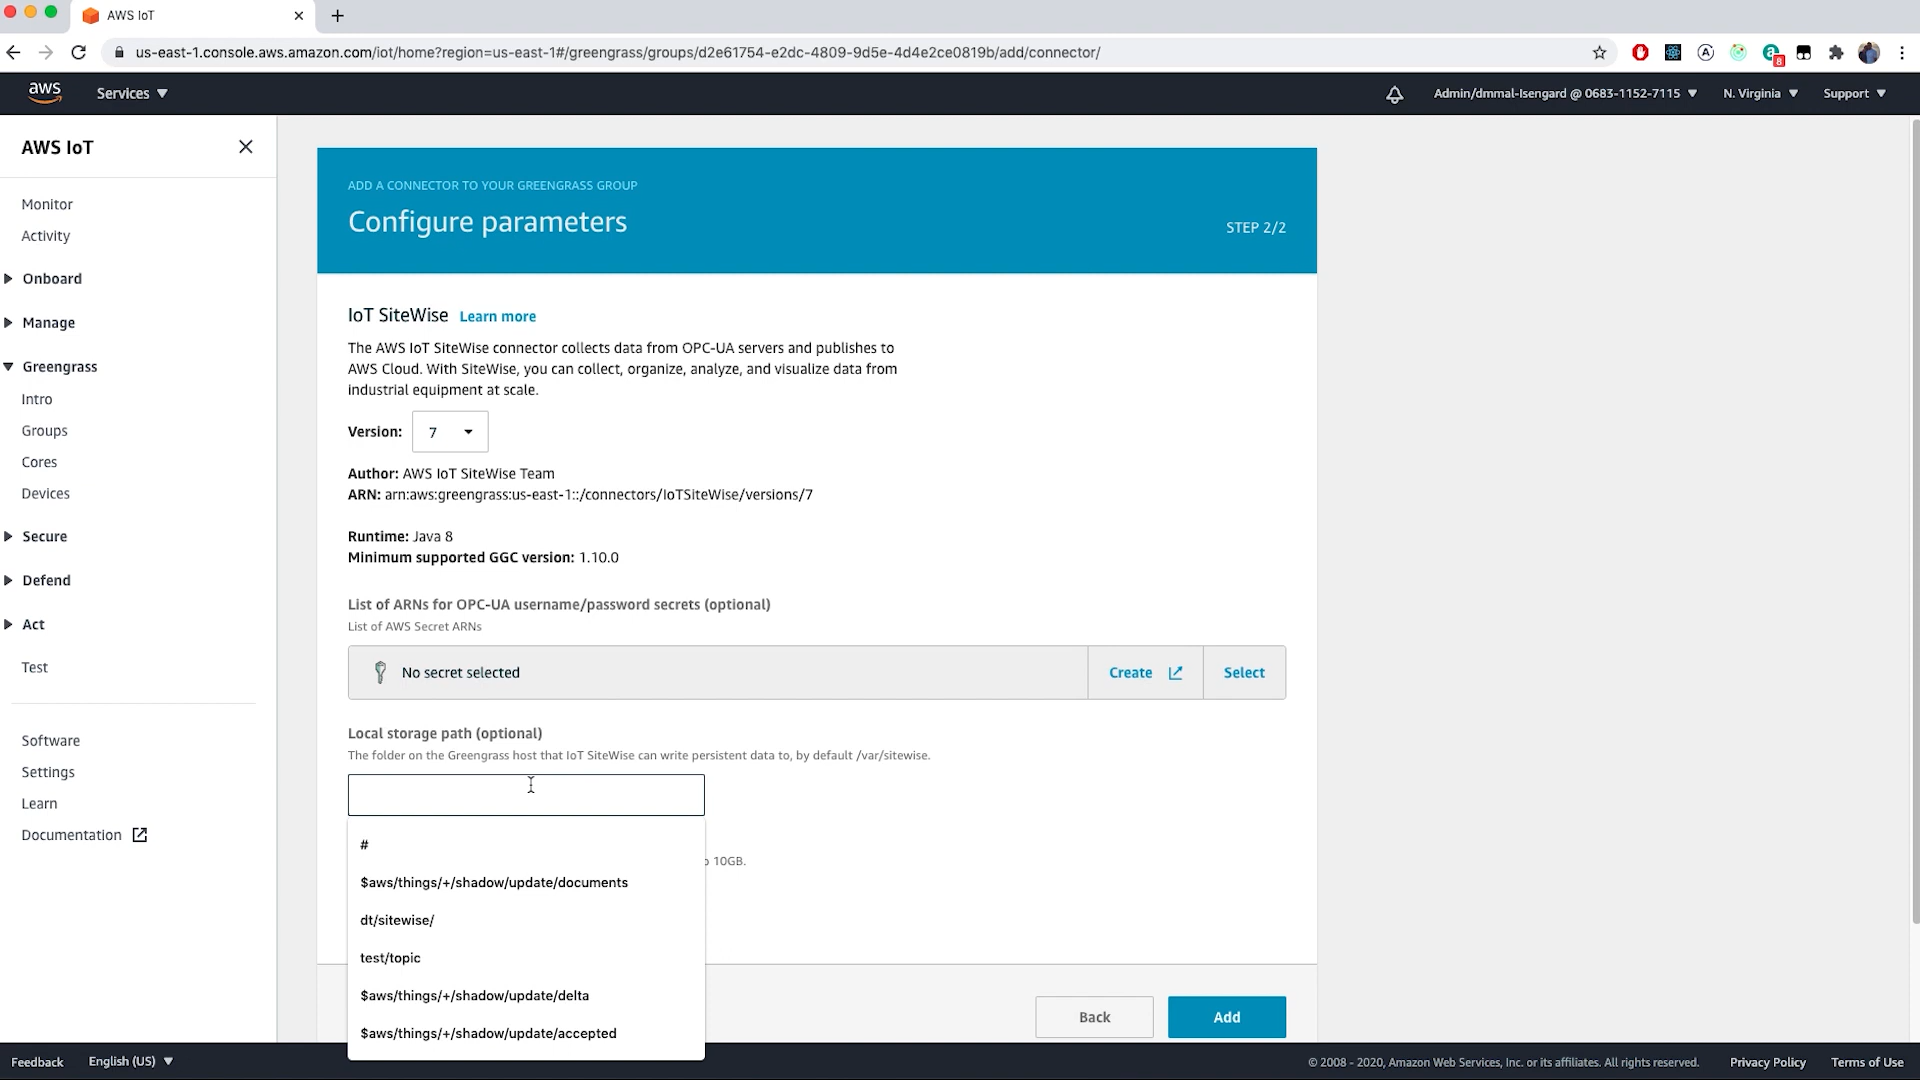 AWS IoT
us-east-1.console.aws.amazon.com/iot/home?region=us-east-1#/greengrass/groups/d2e61754-e2dc-4809-9d5e-4d4e2ce0819b/add/connector/
8
aws
Services
Admin/dmmal-Isengard @ 0683-1152-7115
N. Virginia
Support
AWS IoT
Monitor
Activity
Onboard
Manage
Greengrass
Intro
Groups
Cores
Devices
Secure
Defend
Act
Test
Software
Settings
Learn
Documentation
ADD A CONNECTOR TO YOUR GREENGRASS GROUP
Configure parameters
STEP 2/2
IoT SiteWise Learn more
The AWS IoT SiteWise connector collects data from OPC-UA servers and publishes to
AWS Cloud. With SiteWise, you can collect, organize, analyze, and visualize data from
industrial equipment at scale.
Version: 7
Author: AWS IoT SiteWise Team
ARN: arn:aws:greengrass:us-east-1::/connectors/IoTSiteWise/versions/7
Runtime: Java 8
Minimum supported GGC version: 1.10.0
List of ARNs for OPC-UA username/password secrets (optional)
List of AWS Secret ARNs
No secret selected
Create
Select
Local storage path (optional)
The folder on the Greengrass host that IoT SiteWise can write persistent data to, by default /var/sitewise.
#
10GB.
$aws/things/+/shadow/update/documents
dt/sitewise/
test/topic
$aws/things/+/shadow/update/delta
$aws/things/+/shadow/update/accepted
Back
Add
Feedback
English (US)
© 2008 - 2020, Amazon Web Services, Inc. or its affiliates. All rights reserved.
Privacy Policy
Terms of Use